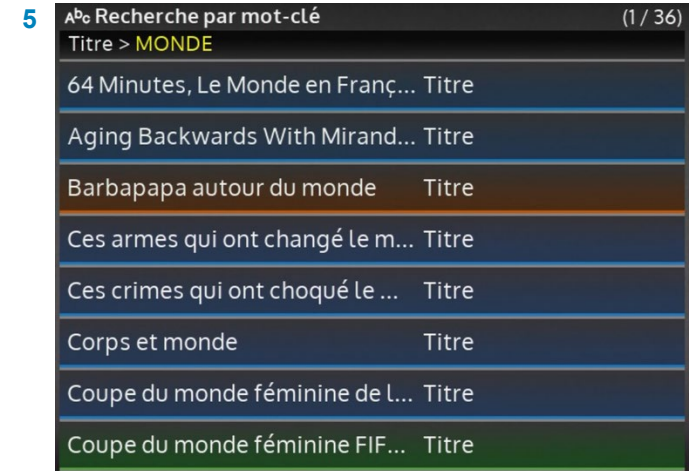 5
Aᵇc Recherche par mot-clé (1 / 36)
Titre > MONDE
64 Minutes, Le Monde en Franç... Titre
Aging Backwards With Mirand... Titre
Barbapapa autour du monde Titre
Ces armes qui ont changé le m... Titre
Ces crimes qui ont choqué le ... Titre
Corps et monde Titre
Coupe du monde féminine de l... Titre
Coupe du monde féminine FIF... Titre